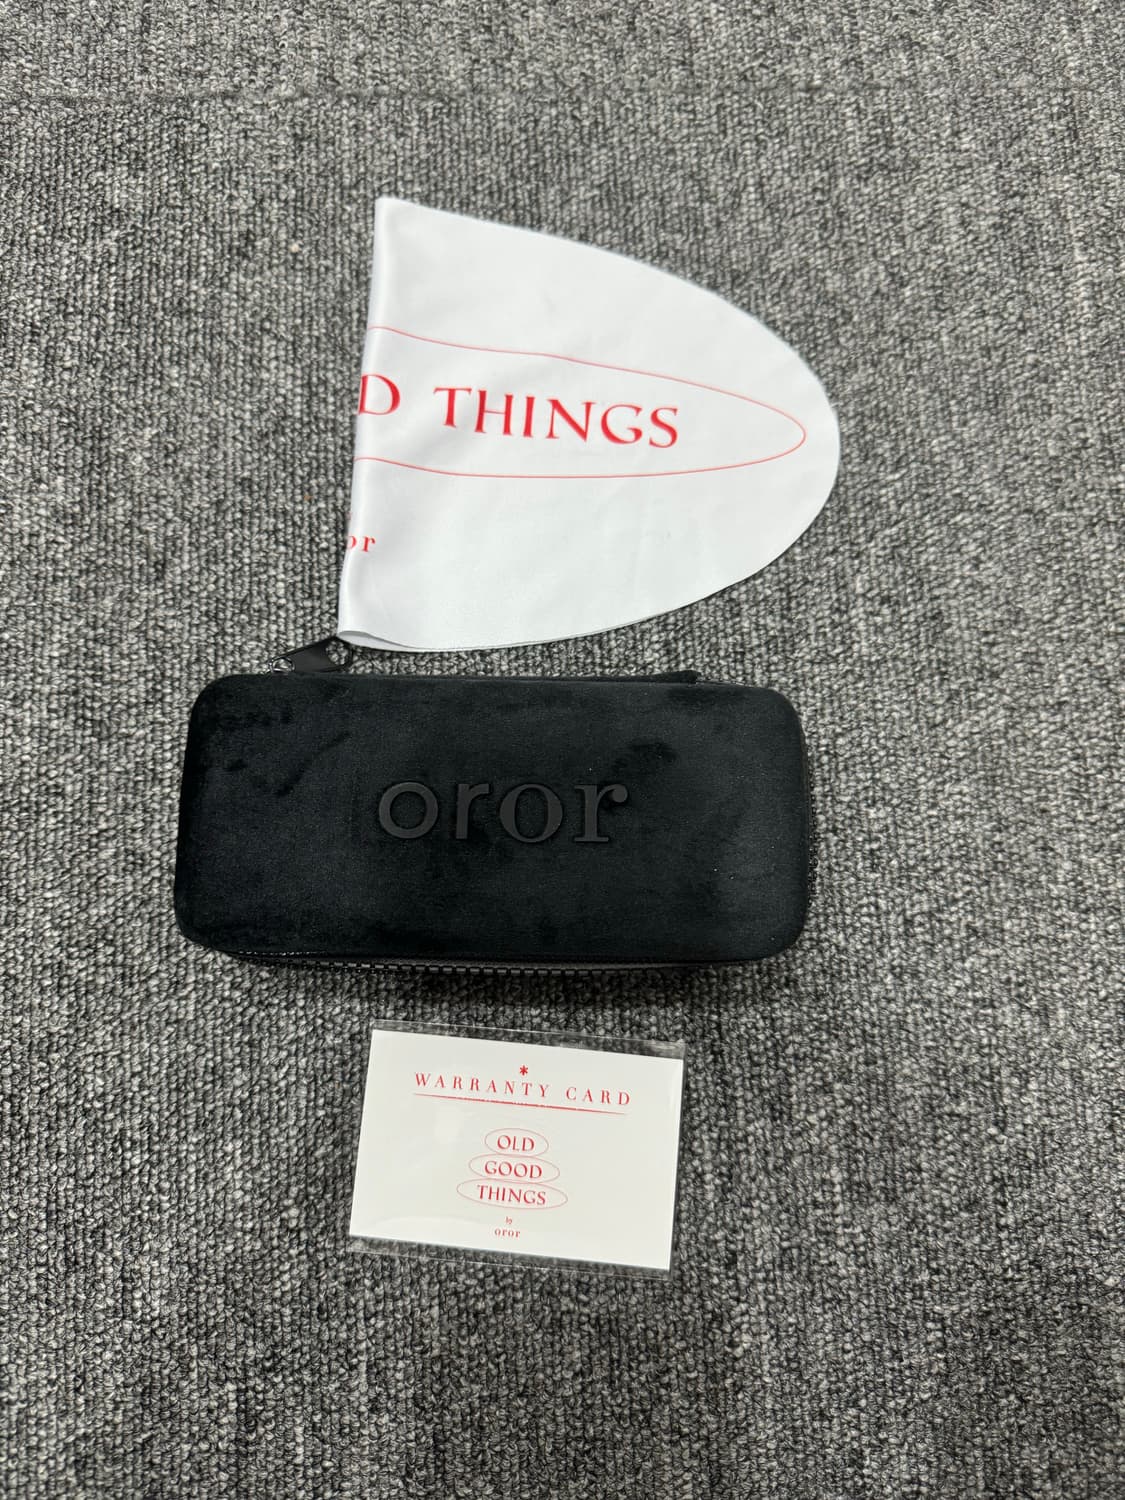 D THINGS
or
oror
*
WARRANTY CARD
OLD
GOOD
THINGS
by
oror